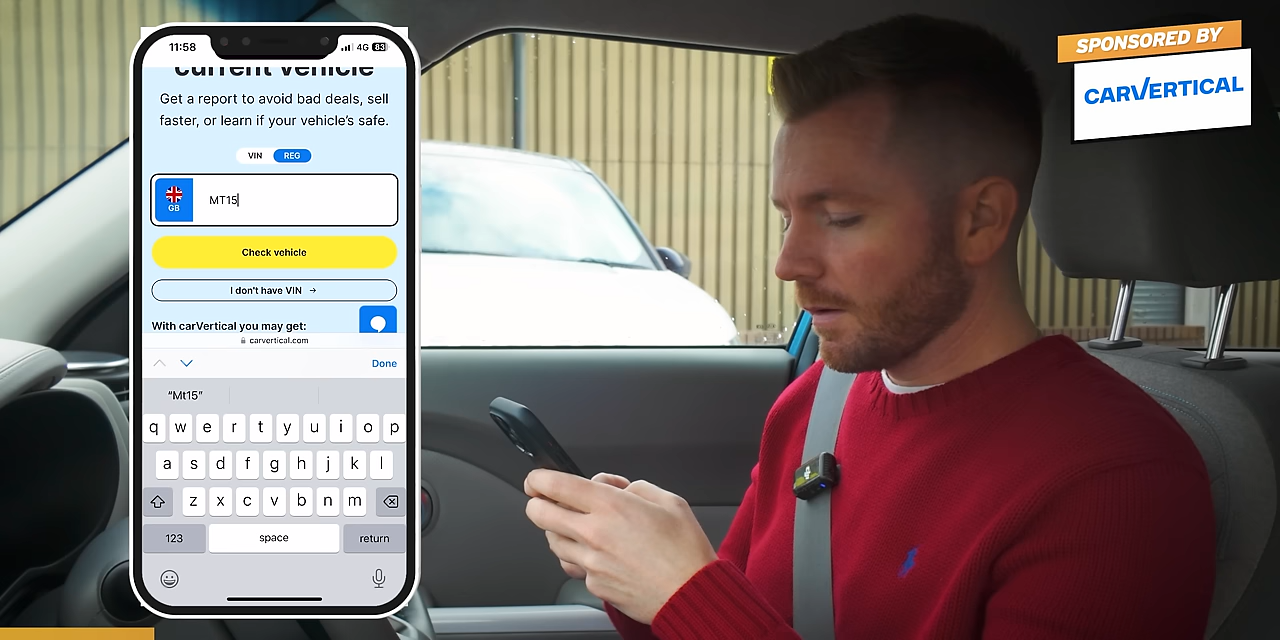 11:58
4G 83
current vehicle
Get a report to avoid bad deals, sell
faster, or learn if your vehicle's safe.
VIN REG
GB
MT15
Check vehicle
I don't have VIN →
With carVertical you may get:
carvertical.com
Done
“Mt15”
q w e r t y u i o p
a s d f g h j k l
z x c v b n m
123 space return
SPONSORED BY
CARVERTICAL